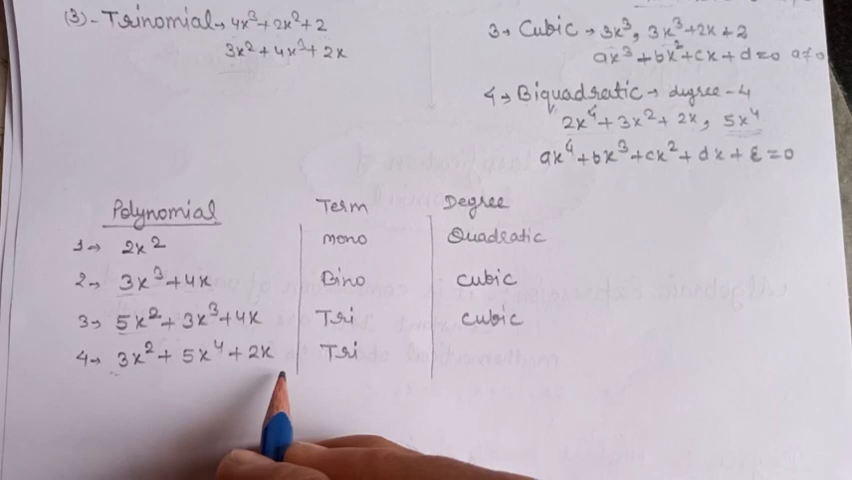 (3)- Trinomial → 4x³ + 2x² + 2
3x² + 4x³ + 2x
3 → Cubic → 3x³, 3x³ + 2x + 2
ax³ + bx² + cx + d = 0 a≠0
4 → Biquadratic → degree - 4
2x⁴ + 3x² + 2x, 5x⁴
ax⁴ + bx³ + cx² + dx + e = 0
Polynomial Term Degree
1 → 2x² mono Quadratic
2 → 3x³ + 4x Bino cubic
3 → 5x² + 3x³ + 4x Tri cubic
4 → 3x² + 5x⁴ + 2x Tri